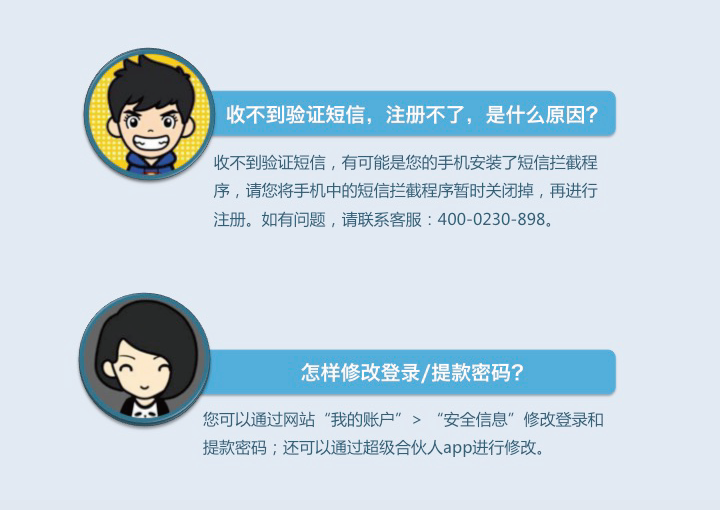 收不到验证短信，注册不了，是什么原因？
收不到验证短信，有可能是您的手机安装了短信拦截程
序，请您将手机中的短信拦截程序暂时关闭掉，再进行
注册。如有问题，请联系客服：400-0230-898。
怎样修改登录/提款密码？
您可以通过网站“我的账户”> “安全信息”修改登录和
提款密码；还可以通过超级合伙人app进行修改。